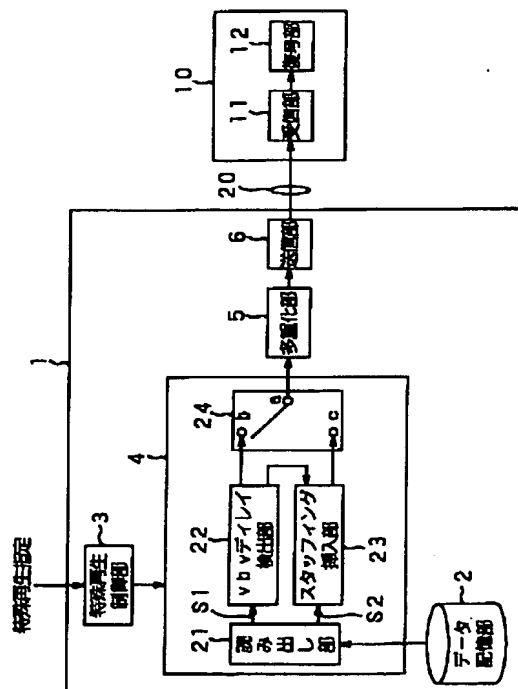 特殊再生指定
1
3
特殊再生
制御部
4
21
読み出し部
S1
S2
22
vbvディレイ
検出部
スタッフィング
挿入部
23
24
b
a
c
2
データ
記憶部
5
多重化部
6
送信部
20
10
11
受信部
12
復号部